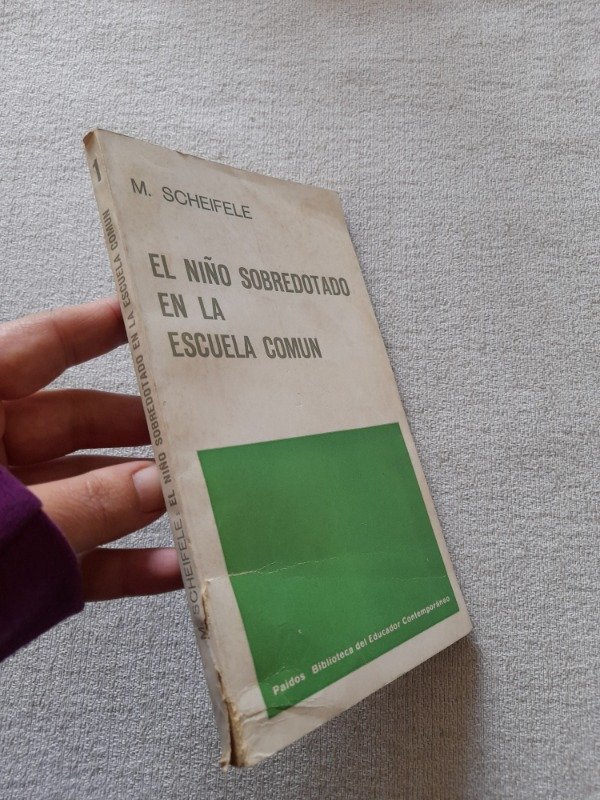 M. SCHEIFELE
EL NIÑO SOBREDOTADO
EN LA
ESCUELA COMUN
Paidos Biblioteca del Educador Contemporáneo
M. SCHEIFELE. EL NIÑO SOBREDOTADO EN LA ESCUELA COMUN 1